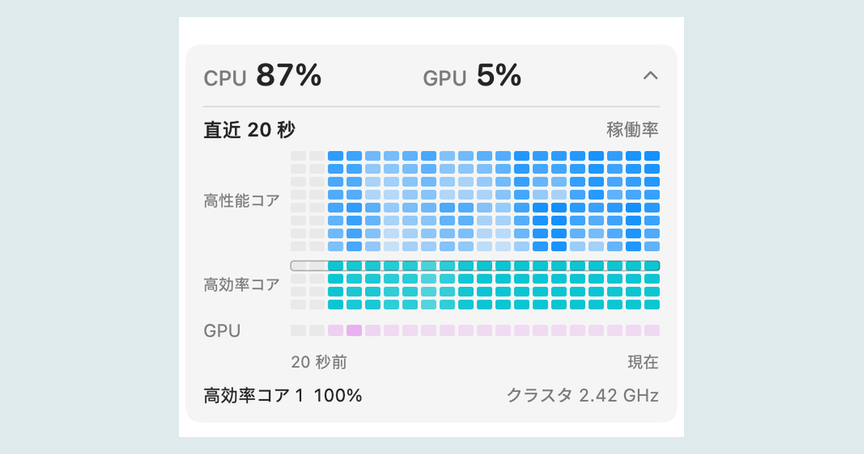 CPU 87% GPU 5%
直近 20 秒 稼働率
高性能コア
高効率コア
GPU
20 秒前 現在
高効率コア 1 100% クラスタ 2.42 GHz